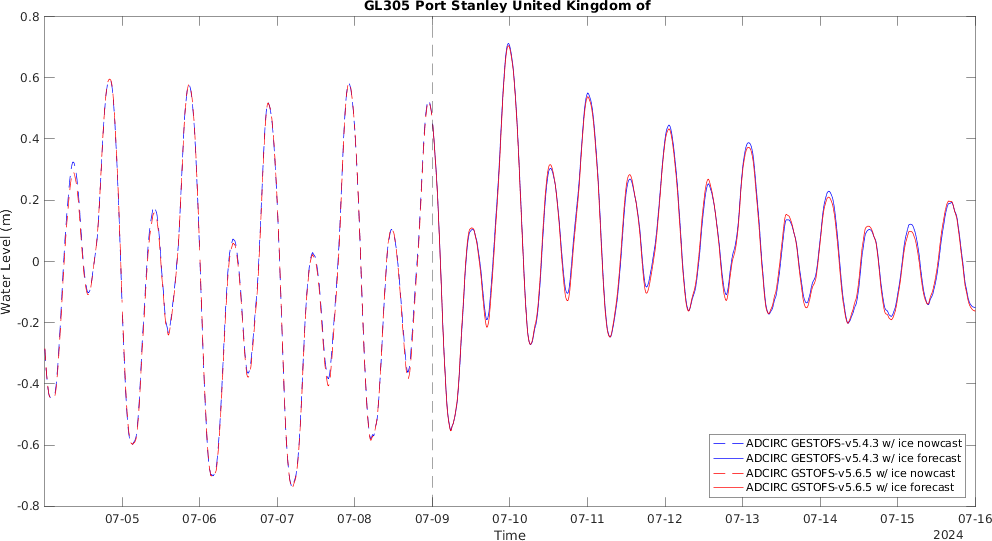 GL305 Port Stanley United Kingdom of
0.8
0.6
0.4
0.2
0
-0.2
-0.4
-0.6
-0.8
Water Level (m)
ADCIRC GESTOFS-v5.4.3 w/ ice nowcast
ADCIRC GESTOFS-v5.4.3 w/ ice forecast
ADCIRC GSTOFS-v5.6.5 w/ ice nowcast
ADCIRC GSTOFS-v5.6.5 w/ ice forecast
07-05 07-06 07-07 07-08 07-09 07-10 07-11 07-12 07-13 07-14 07-15 07-16
Time
2024